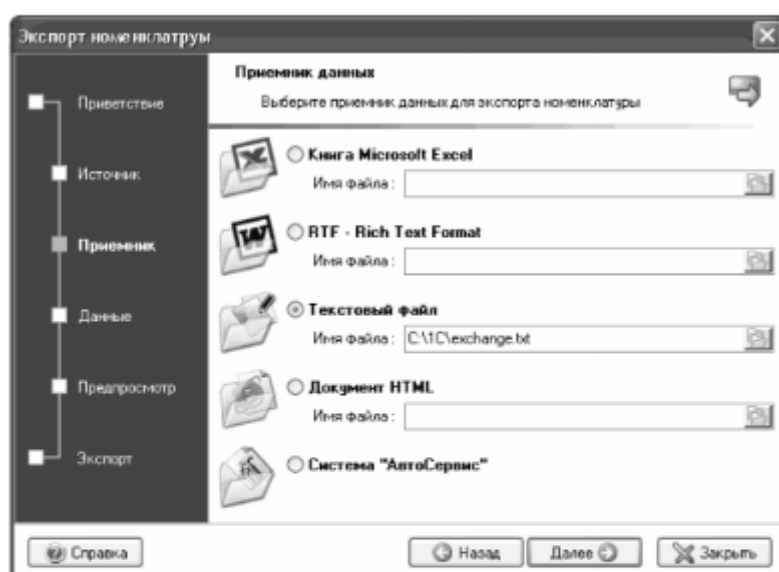 Экспорт номенклатруы
Приветствие
Источник
Приемник
Данные
Предпросмотр
Экспорт
Приемник данных
Выберите приемник данных для экспорта номенклатуры
Книга Microsoft Excel
Имя файла :
RTF - Rich Text Format
Имя файла :
Текстовый файл
Имя файла : C:\1C\exchange.txt
Документ HTML
Имя файла :
Система "АвтоСервис"
Справка
Назад
Далее
Закрыть